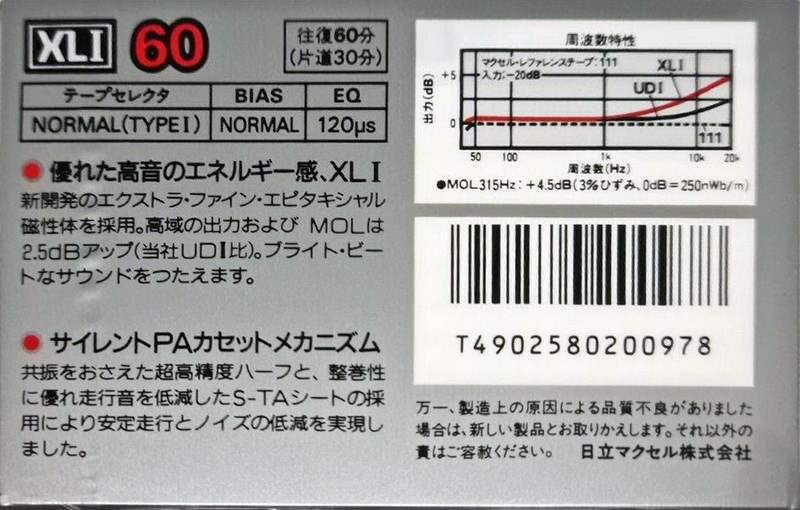 XLI 60
往復60分
(片道30分)
テープセレクタ BIAS EQ
NORMAL(TYPEI) NORMAL 120μs
● 優れた高音のエネルギー感、XLI
新開発のエクストラ・ファイン・エピタキシャル
磁性体を採用。高域の出力および MOLは
2.5dBアップ(当社UDI比)。ブライト・ビー
トなサウンドをつたえます。
● サイレントPAカセットメカニズム
共振をおさえた超高精度ハーフと、整巻性
に優れ走行音を低減したS-TAシートの採
用により安定走行とノイズの低減を実現し
ました。
周波数特性
マクセル・レファレンステープ:111
入力:-20dB
XLI
UDI
111
出力(dB)
+5
0
50 100 1k 10k 20k
周波数(Hz)
●MOL315Hz:+4.5dB(3%ひずみ、0dB=250nWb/m)
T4902580200978
万一、製造上の原因による品質不良がありました
場合は、新しい製品とお取りかえします。それ以外の
責はご容赦ください。 日立マクセル株式会社